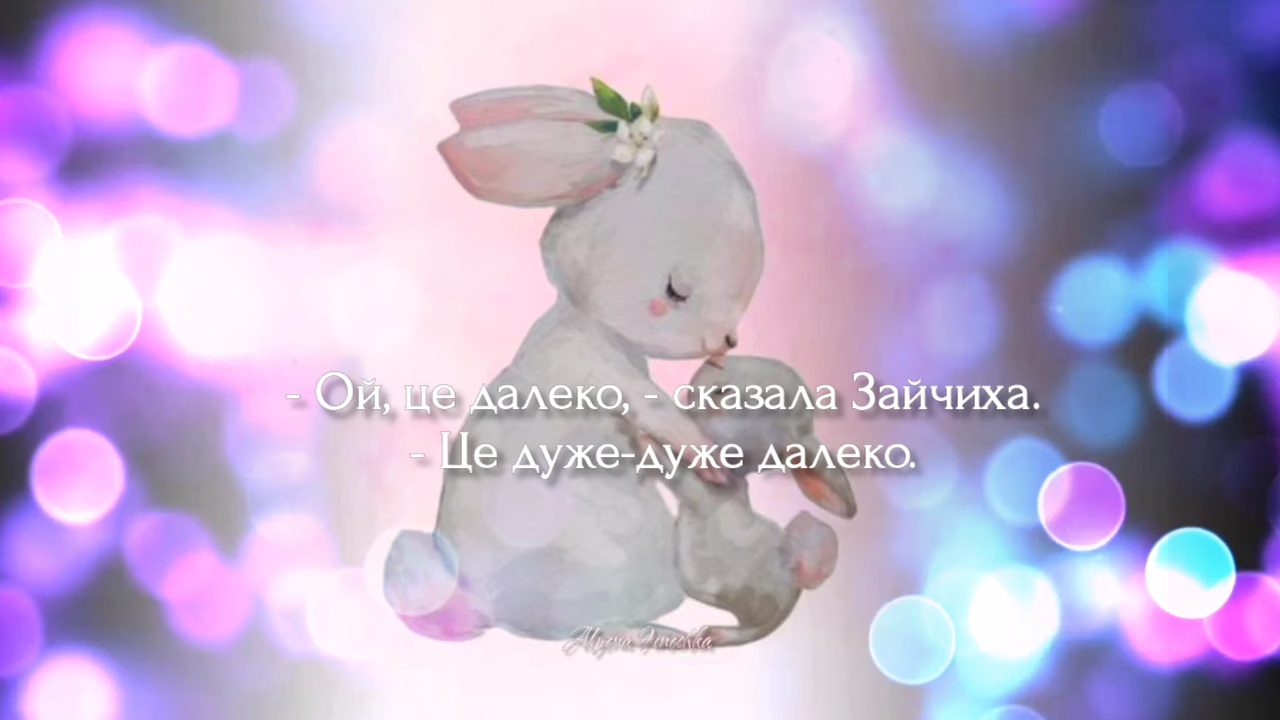 - Ой, це далеко, - сказала Зайчиха.
- Це дуже-дуже далеко.